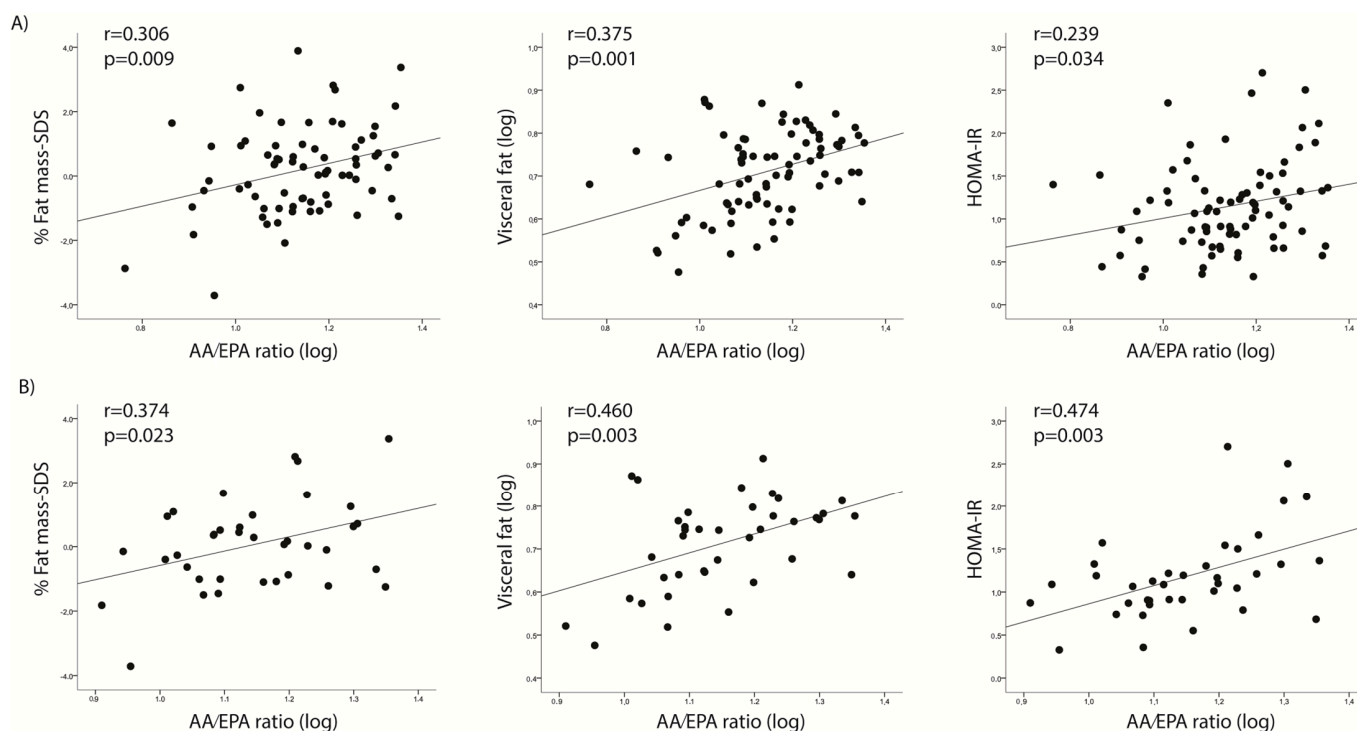 A)
r=0.306
p=0.009
% Fat mass-SDS
4,0
2.0
0.0
-2.0
-4,0
0.8
1.0
1.2
1.4
AA/EPA ratio (log)
r=0.375
p=0.001
Visceral fat (log)
1,0
0,9
0,8
0,7
0,6
0,5
0,4
0.8
1.0
1,2
1,4
AA/EPA ratio (log)
r=0.239
p=0.034
HOMA-IR
3,0
2,5
2,0
1,5
1,0
0,5
0,0
0,8
1,0
1,2
1,4
AA/EPA ratio (log)
B)
r=0.374
p=0.023
% Fat mass-SDS
4.0
2.0
0.0
-2.0
-4.0
0.9
1.0
1.1
1.2
1.3
1.4
AA/EPA ratio (log)
r=0.460
p=0.003
Visceral fat (log)
1,0
0,9
0,8
0,7
0,6
0,5
0,4
0.9
1,0
1,1
1,2
1,3
1,4
AA/EPA ratio (log)
r=0.474
p=0.003
HOMA-IR
3,0
2,5
2,0
1,5
1,0
0,5
0,0
0,9
1,0
1,1
1,2
1,3
1,4
AA/EPA ratio (log)